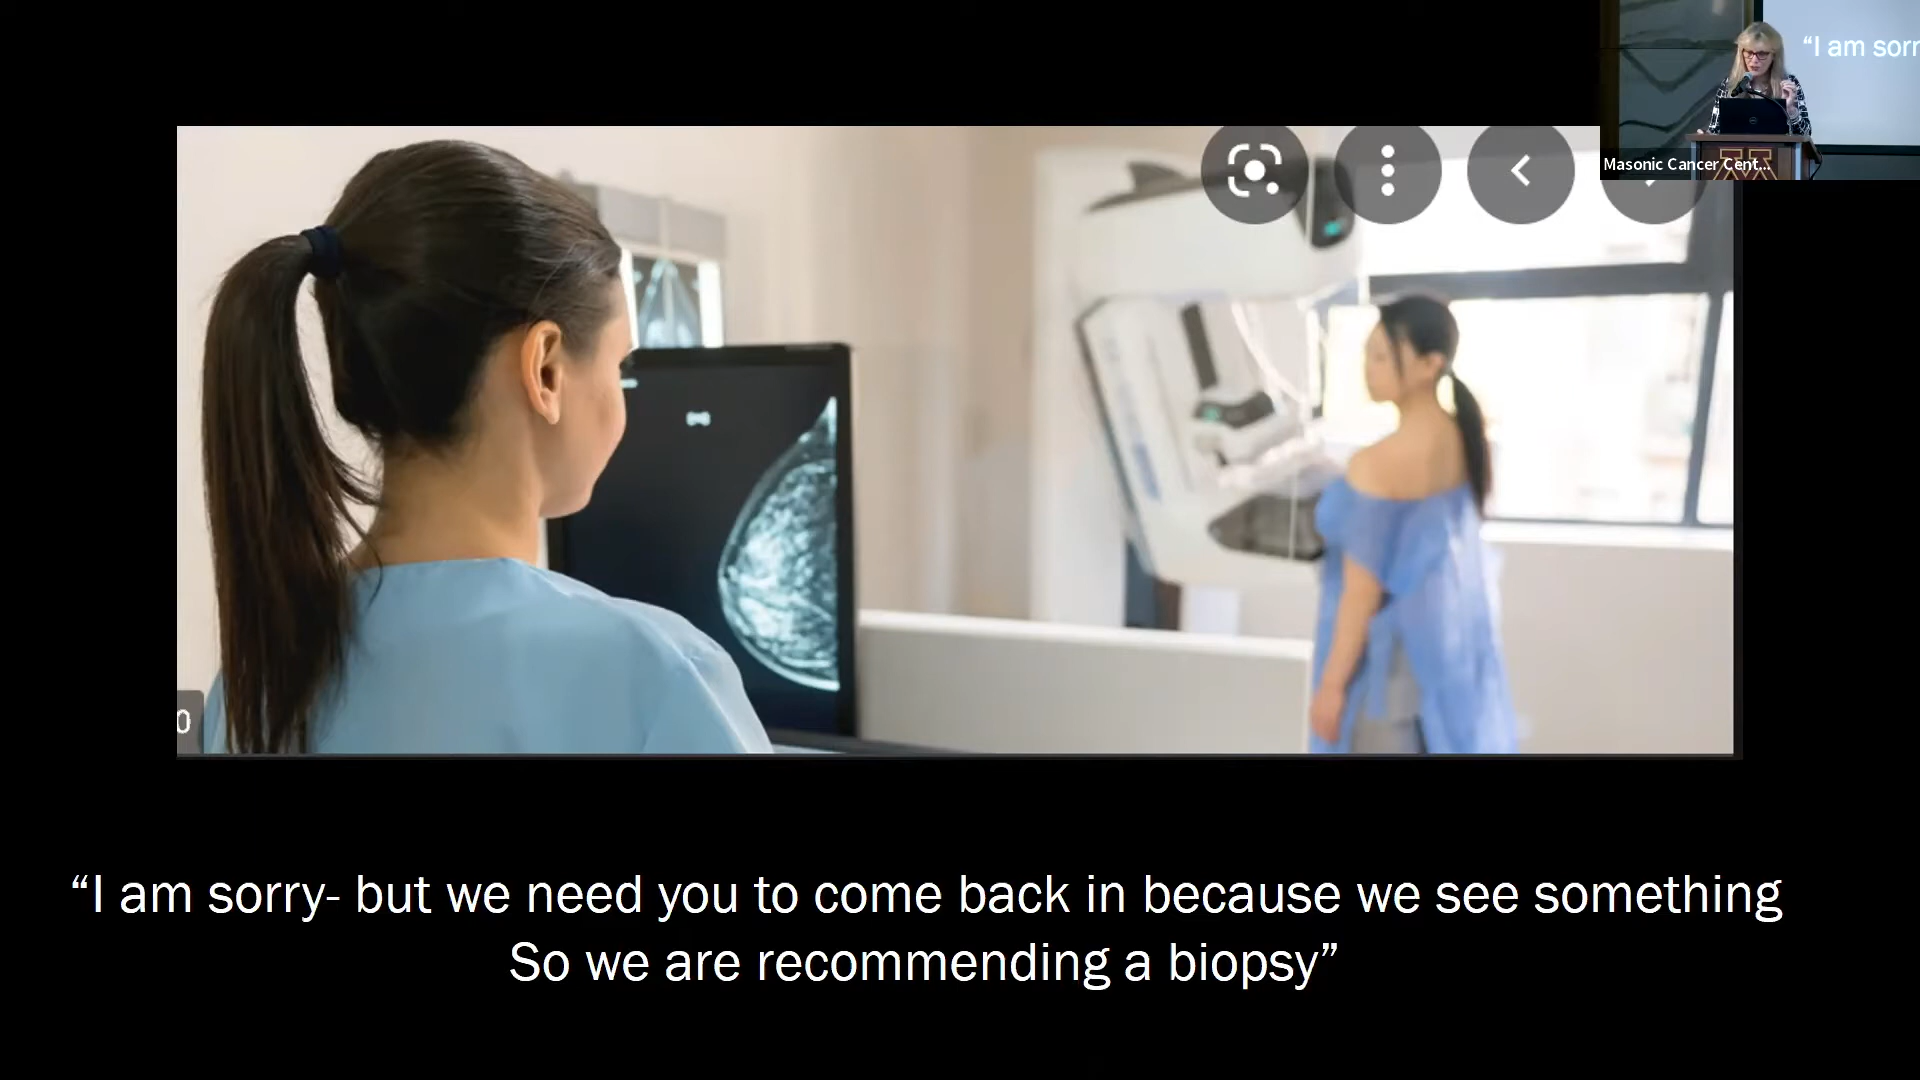 “I am sorr
Masonic Cancer Cent...
0
“I am sorry- but we need you to come back in because we see something
So we are recommending a biopsy”